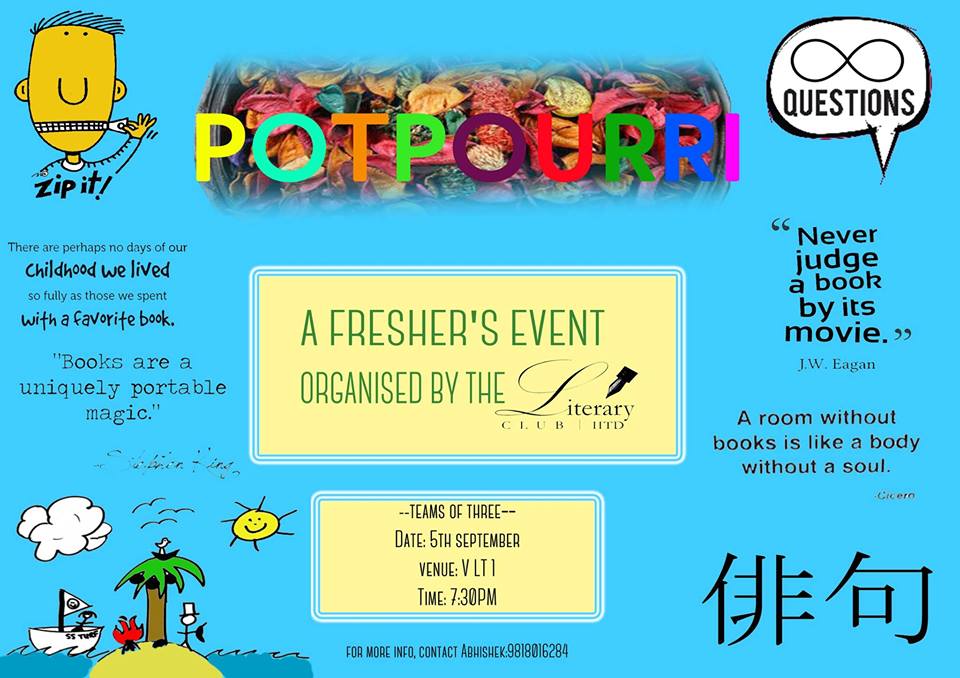 zip it!
POTPOURRI
QUESTIONS
There are perhaps no days of our
childhood we lived
so fully as those we spent
with a favorite book.
"Books are a
uniquely portable
magic."
-Stephen King
A FRESHER'S EVENT
ORGANISED BY THE Literary
CLUB | IITD
“Never
judge
a book
by its
movie.”
J.W. Eagan
A room without
books is like a body
without a soul.
-Cicero
--TEAMS OF THREE--
DATE: 5TH SEPTEMBER
VENUE: V LT 1
TIME: 7:30PM
SS TURF
俳句
FOR MORE INFO, CONTACT ABHISHEK:9818016284